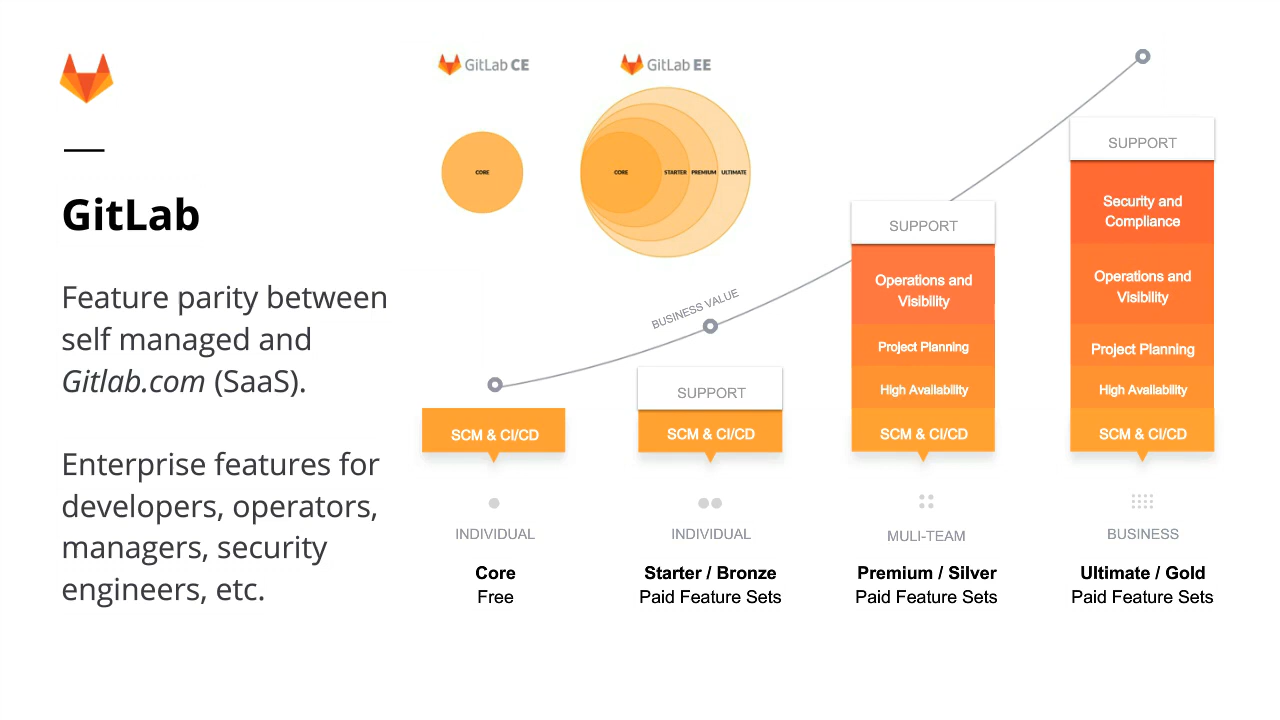 GitLab
Feature parity between
self managed and
Gitlab.com (SaaS).
Enterprise features for
developers, operators,
managers, security
engineers, etc.
GitLab CE
GitLab EE
CORE
CORE STARTER PREMIUM ULTIMATE
BUSINESS VALUE
SCM & CI/CD
INDIVIDUAL
Core
Free
SUPPORT
SCM & CI/CD
INDIVIDUAL
Starter / Bronze
Paid Feature Sets
SUPPORT
Operations and
Visibility
Project Planning
High Availability
SCM & CI/CD
MULI-TEAM
Premium / Silver
Paid Feature Sets
SUPPORT
Security and
Compliance
Operations and
Visibility
Project Planning
High Availability
SCM & CI/CD
BUSINESS
Ultimate / Gold
Paid Feature Sets